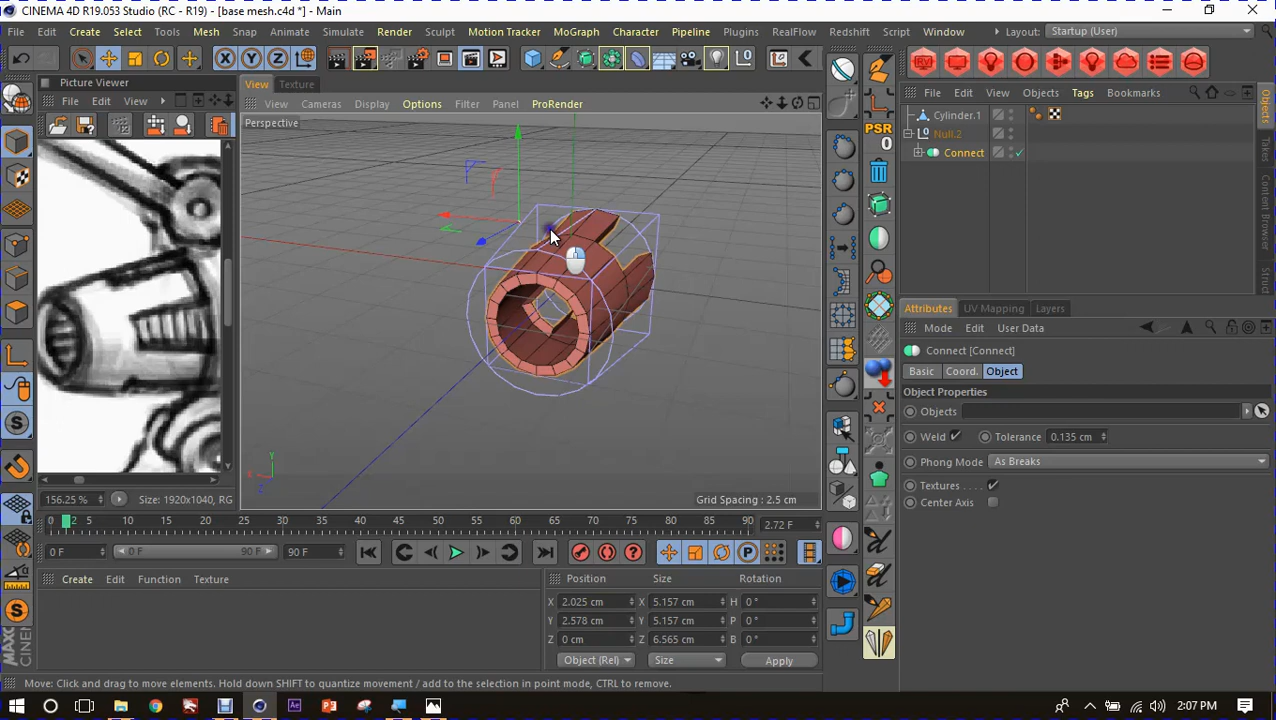 CINEMA 4D R19.053 Studio (RC - R19) - [base mesh.c4d *] - Main
File Edit Create Select Tools Mesh Snap Animate Simulate Render Sculpt Motion Tracker MoGraph Character Pipeline Plugins RealFlow Redshift Script Window Layout: Startup (User)
X Y Z
Picture Viewer
File Edit View
View Texture
View Cameras Display Options Filter Panel ProRender
Perspective
PSR
0
File Edit View Objects Tags Bookmarks
Cylinder.1
Null.2
Connect
Objects
Takes
Content Browser
Structure
Attributes UV Mapping Layers
Mode Edit User Data
Connect [Connect]
Basic Coord. Object
Object Properties
Objects
Weld Tolerance 0.135 cm
Phong Mode As Breaks
Textures
Center Axis
Attributes
Y
X
Z
Grid Spacing : 2.5 cm
156.25 % Size: 1920x1040, RG
0 2 5 10 15 20 25 30 35 40 45 50 55 60 65 70 75 80 85 90 2.72 F
0 F 0 F 90 F 90 F
Create Edit Function Texture
Position Size Rotation
X 2.025 cm X 5.157 cm H 0 °
Y 2.578 cm Y 5.157 cm P 0 °
Z 0 cm Z 6.565 cm B 0 °
Object (Rel) Size Apply
MAXON CINEMA
Move: Click and drag to move elements. Hold down SHIFT to quantize movement / add to the selection in point mode, CTRL to remove.
2:07 PM